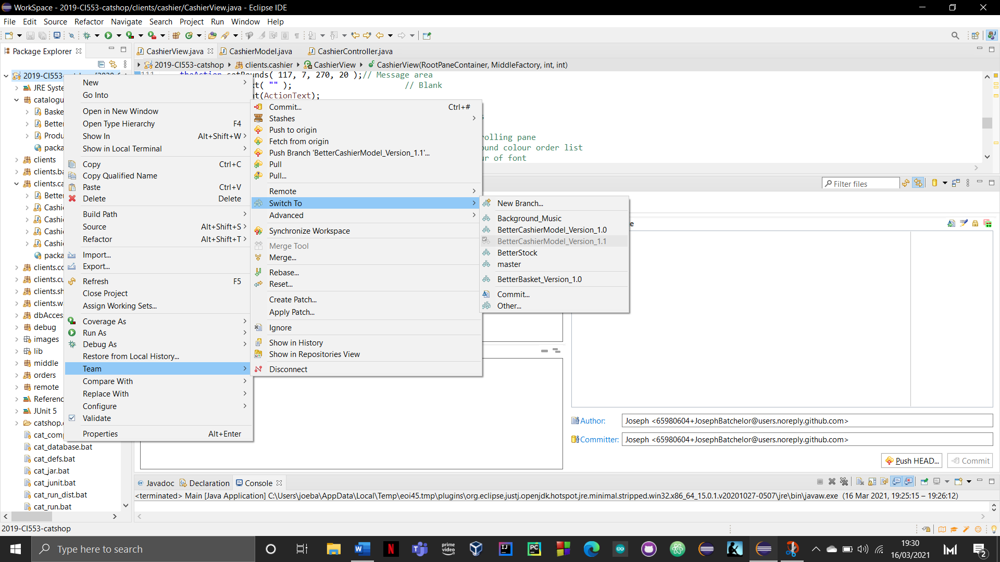 WorkSpace - 2019-CI553-catshop/clients/cashier/CashierView.java - Eclipse IDE
File Edit Source Refactor Navigate Search Project Run Window Help
Package Explorer
CashierView.java CashierModel.java CashierController.java
2019-CI553-catshop clients.cashier CashierView CashierView(RootPaneContainer, MiddleFactory, int, int)
2019-CI553-catshop
JRE Syste
catalogu
Baske
Better
Produ
packa
clients
clients.ba
clients.ca
Better
Cashi
Cashi
Cashi
Cashi
packa
clients.co
clients.cu
clients.sh
clients.w
dbAcces
debug
images
lib
middle
orders
remote
Referenc
JUnit 5
catshop.
cat_comp
cat_database.bat
cat_defs.bat
cat_jar.bat
cat_junit.bat
cat_run_dist.bat
cat_run.bat
theAction.setBounds( 117, 7, 270, 20 );// Message area
xt( "" ); // Blank
nt(ActionText);
rolling pane
ound colour order list
ur of font
New
Go Into
Open in New Window
Open Type Hierarchy F4
Show In Alt+Shift+W
Show in Local Terminal
Copy Ctrl+C
Copy Qualified Name
Paste Ctrl+V
Delete Delete
Build Path
Source Alt+Shift+S
Refactor Alt+Shift+T
Import...
Export...
Refresh F5
Close Project
Assign Working Sets...
Coverage As
Run As
Debug As
Restore from Local History...
Team
Compare With
Replace With
Configure
Validate
Properties Alt+Enter
Commit... Ctrl+#
Stashes
Push to origin
Fetch from origin
Push Branch 'BetterCashierModel_Version_1.1'...
Pull
Pull...
Remote
Switch To
Advanced
Synchronize Workspace
Merge Tool
Merge...
Rebase...
Reset...
Create Patch...
Apply Patch...
Ignore
Show in History
Show in Repositories View
Disconnect
New Branch...
Background_Music
BetterCashierModel_Version_1.0
BetterCashierModel_Version_1.1
BetterStock
master
BetterBasket_Version_1.0
Commit...
Other...
Filter files
Author: Joseph <65980604+JosephBatchelor@users.noreply.github.com>
Committer: Joseph <65980604+JosephBatchelor@users.noreply.github.com>
Push HEAD... Commit
Javadoc Declaration Console
<terminated> Main [Java Application] C:\Users\joeba\AppData\Local\Temp\eoi45.tmp\plugins\org.eclipse.justj.openjdk.hotspot.jre.minimal.stripped.win32.x86_64_15.0.1.v20201027-0507\jre\bin\javaw.exe (16 Mar 2021, 19:25:15 – 19:26:12)
2019-CI553-catshop
Type here to search
prime video
19:30
16/03/2021
2